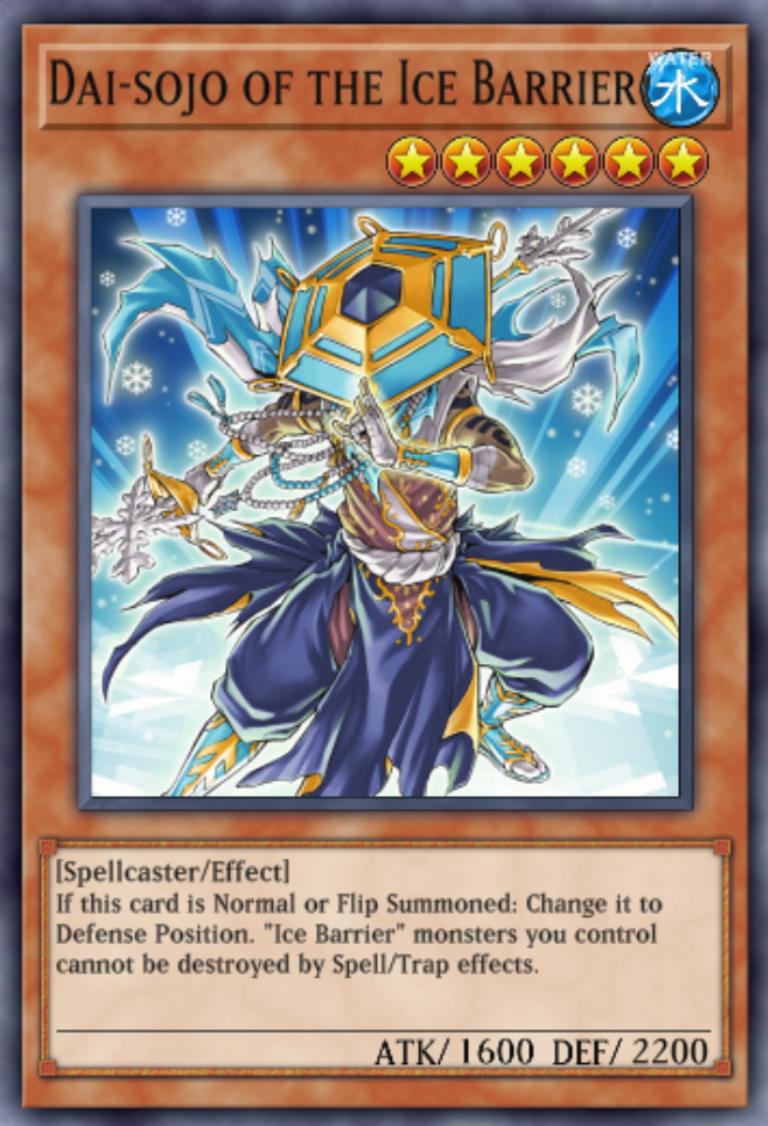 Dai-sojo of the Ice Barrier
WATER
水
[Spellcaster/Effect]
If this card is Normal or Flip Summoned: Change it to
Defense Position. "Ice Barrier" monsters you control
cannot be destroyed by Spell/Trap effects.
ATK/ 1600 DEF/ 2200